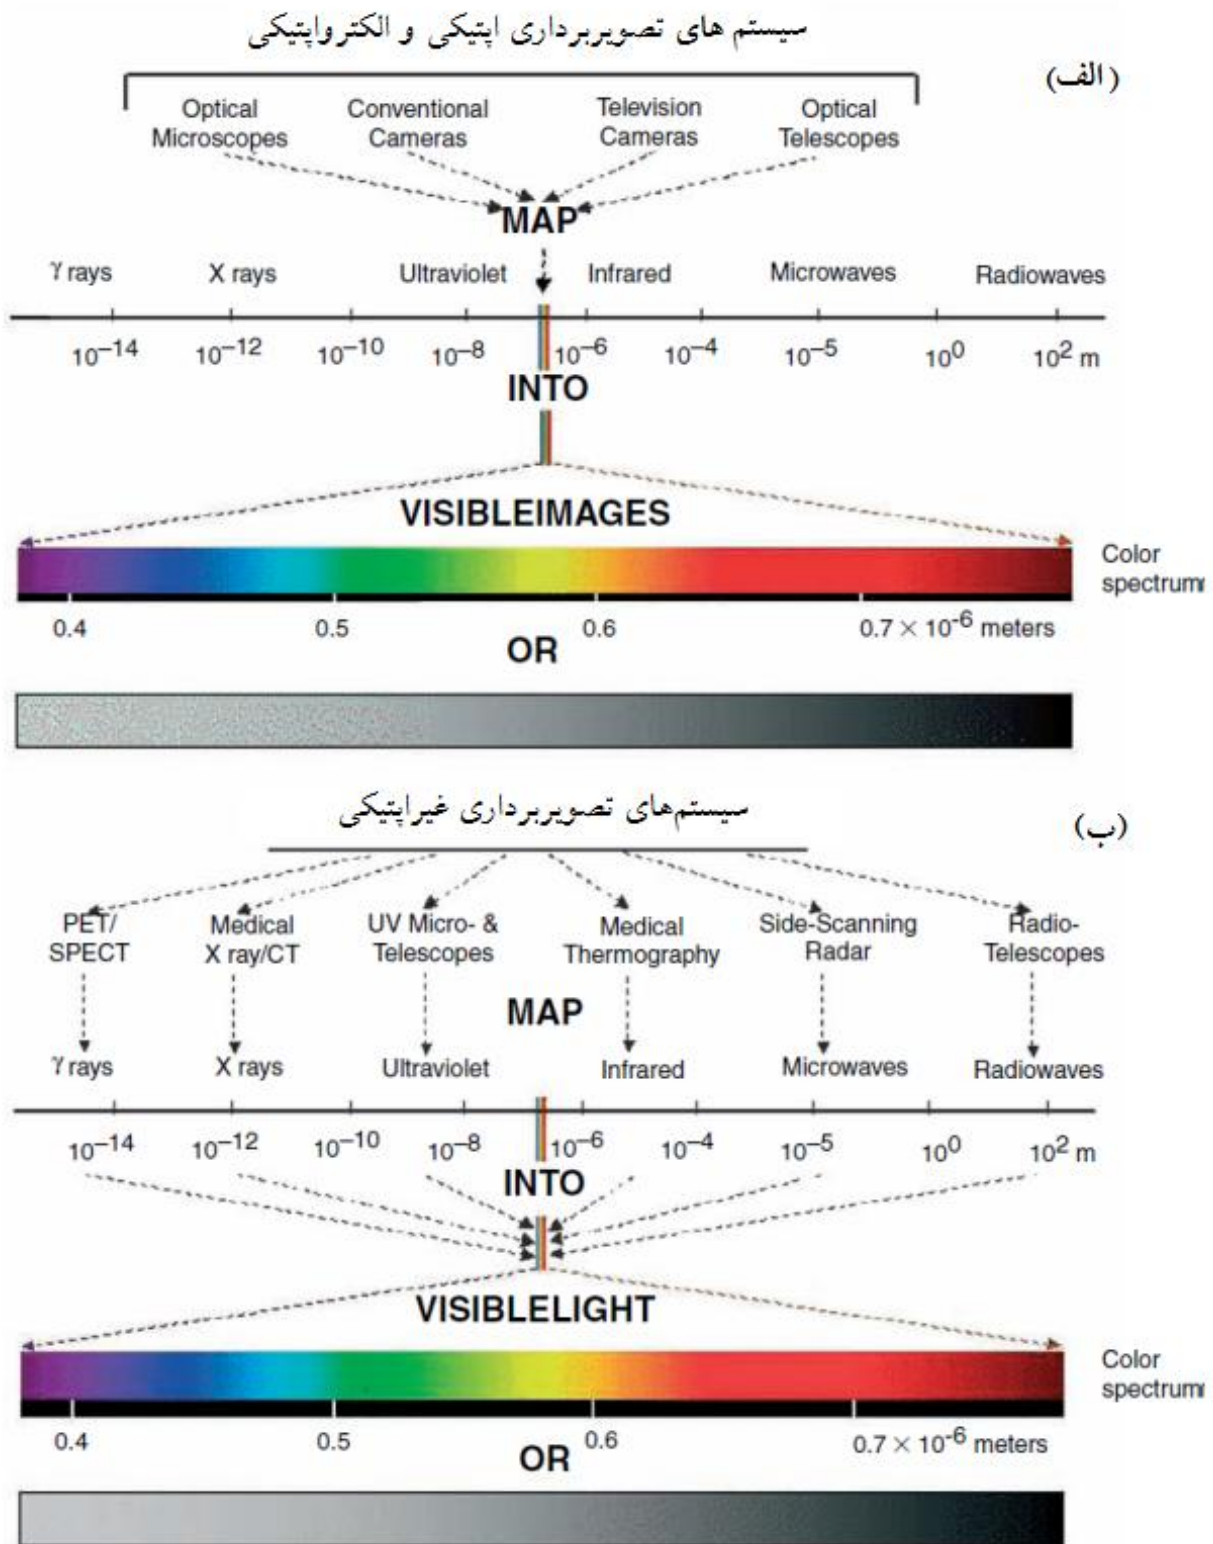 سیستم های تصویربرداری اپتیکی و الکترواپتیکی
(الف)
Optical Microscopes
Conventional Cameras
Television Cameras
Optical Telescopes
MAP
γ rays X rays Ultraviolet Infrared Microwaves Radiowaves
10–14 10–12 10–10 10–8 10–6 10–4 10–5 100 102 m
INTO
VISIBLEIMAGES
Color
spectrum
0.4 0.5 0.6 0.7 × 10-6 meters
OR
سیستم‌های تصویربرداری غیراپتیکی
(ب)
PET/ SPECT
Medical X ray/CT
UV Micro- & Telescopes
Medical Thermography
Side-Scanning Radar
Radio- Telescopes
MAP
γ rays X rays Ultraviolet Infrared Microwaves Radiowaves
10–14 10–12 10–10 10–8 10–6 10–4 10–5 100 102 m
INTO
VISIBLELIGHT
Color
spectrum
0.4 0.5 0.6 0.7 × 10-6 meters
OR